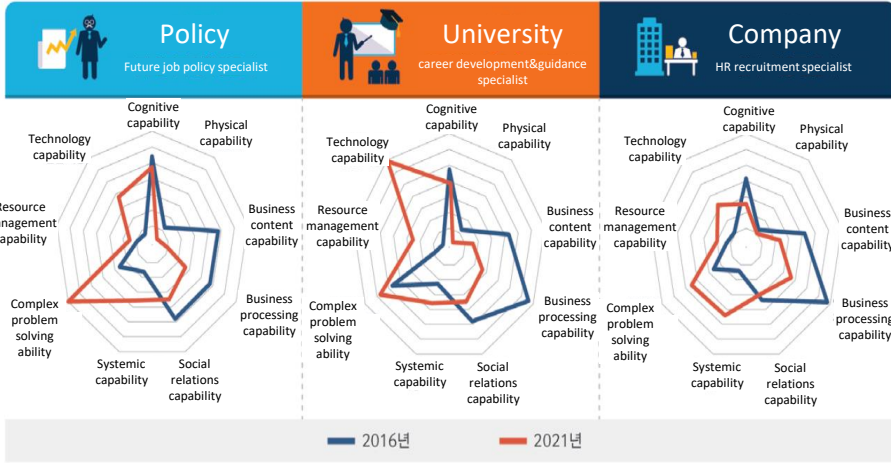 Policy
Future job policy specialist
University
career development&guidance
specialist
Company
HR recruitment specialist
Cognitive
capability
Physical
capability
Business
content
capability
Business
processing
capability
Social
relations
capability
Systemic
capability
Complex
problem
solving
ability
Resource
management
capability
Technology
capability
Cognitive
capability
Physical
capability
Business
content
capability
Business
processing
capability
Social
relations
capability
Systemic
capability
Complex
problem
solving
ability
Resource
management
capability
Technology
capability
Cognitive
capability
Physical
capability
Business
content
capability
Business
processing
capability
Social
relations
capability
Systemic
capability
Complex
problem
solving
ability
Resource
management
capability
Technology
capability
2016년
2021년